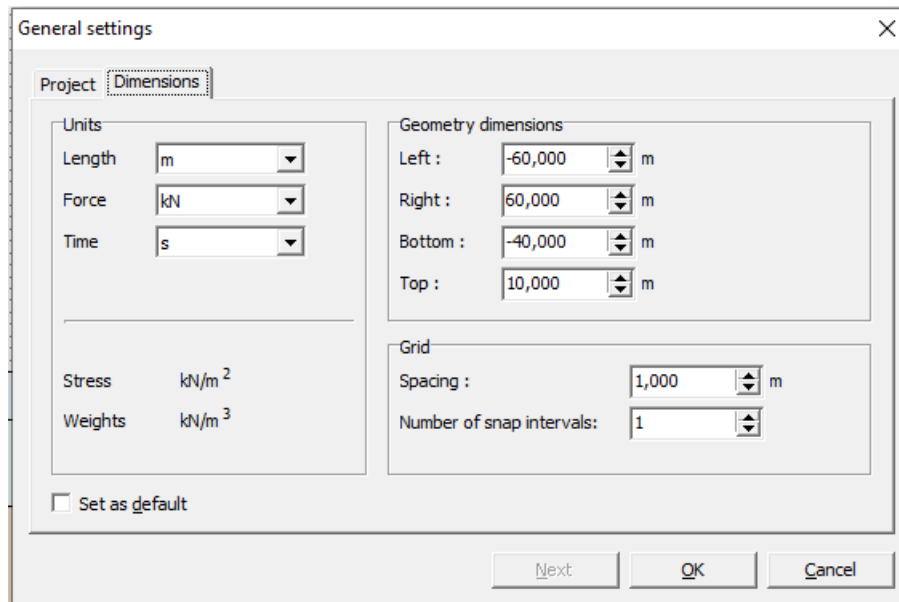 General settings
Project
Dimensions
Units
Length m
Force kN
Time s
Stress kN/m 2
Weights kN/m 3
Geometry dimensions
Left : -60,000 m
Right : 60,000 m
Bottom : -40,000 m
Top : 10,000 m
Grid
Spacing : 1,000 m
Number of snap intervals: 1
Set as default
Next OK Cancel